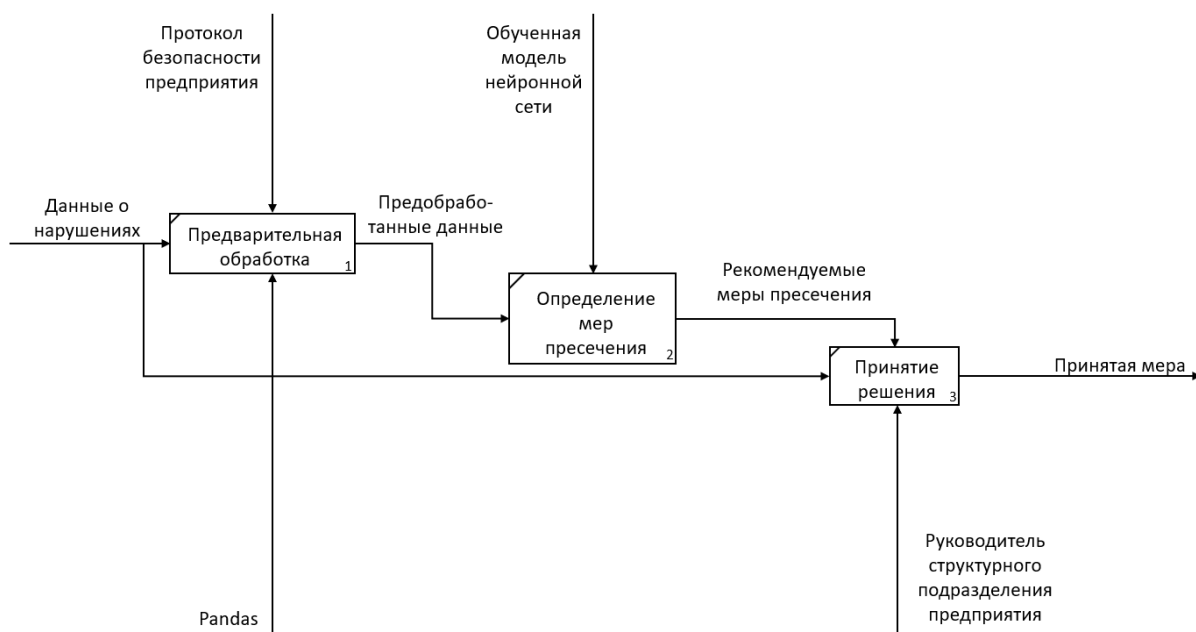 Протокол
безопасности
предприятия
Обученная
модель
нейронной
сети
Данные о
нарушениях
Предварительная
обработка
1
Предобрабо-
танные данные
Определение
мер
пресечения
2
Рекомендуемые
меры пресечения
Принятие
решения
3
Принятая мера
Pandas
Руководитель
структурного
подразделения
предприятия